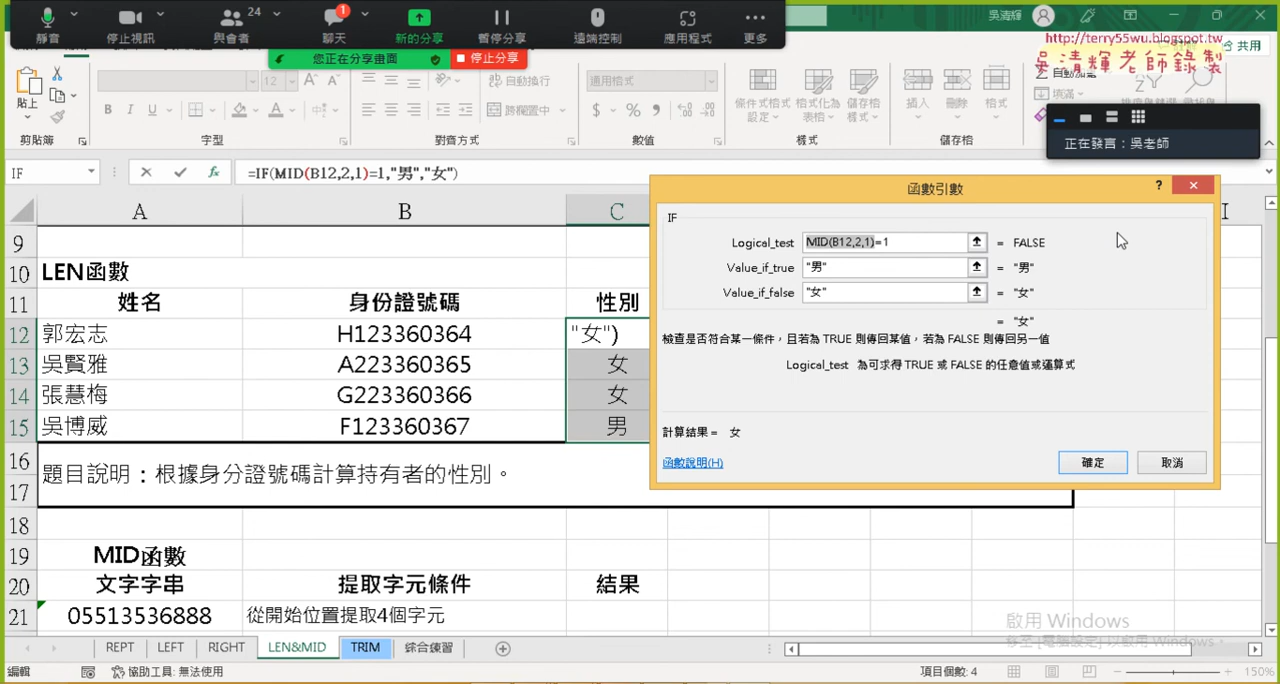 靜音
停止視訊
24
與會者
1
聊天
新的分享
暫停分享
遠端控制
應用程式
更多
您正在分享畫面
停止分享
吳清輝
共用
http://terry55wu.blogspot.tw
吳清輝老師錄製
正在發言:吳老師
貼上
12
B I U
自動換行
跨欄置中
通用格式
條件式格式設定
格式化為表格
儲存格樣式
插入
刪除
格式
填滿
剪貼簿
字型
對齊方式
數值
樣式
儲存格
IF
=IF(MID(B12,2,1)=1,"男","女")
A B C I
9
10 LEN函數
11 姓名 身份證號碼 性別
12 郭宏志 H123360364 "女")
13 吳賢雅 A223360365 女
14 張慧梅 G223360366 女
15 吳博威 F123360367 男
16
題目說明:根據身分證號碼計算持有者的性別。
17
18
19 MID函數
20 文字字串 提取字元條件 結果
21 05513536888 從開始位置提取4個字元
函數引數
IF
Logical_test MID(B12,2,1)=1 = FALSE
Value_if_true "男" = "男"
Value_if_false "女" = "女"
= "女"
檢查是否符合某一條件,且若為 TRUE 則傳回某值,若為 FALSE 則傳回另一值
Logical_test 為可求得 TRUE 或 FALSE 的任意值或運算式
計算結果 = 女
函數說明(H)
確定
取消
啟用 Windows
移至 [電腦設定] 以啟用 Windows。
REPT LEFT RIGHT LEN&MID TRIM 綜合練習
編輯
協助工具: 無法使用
項目個數: 4
150%